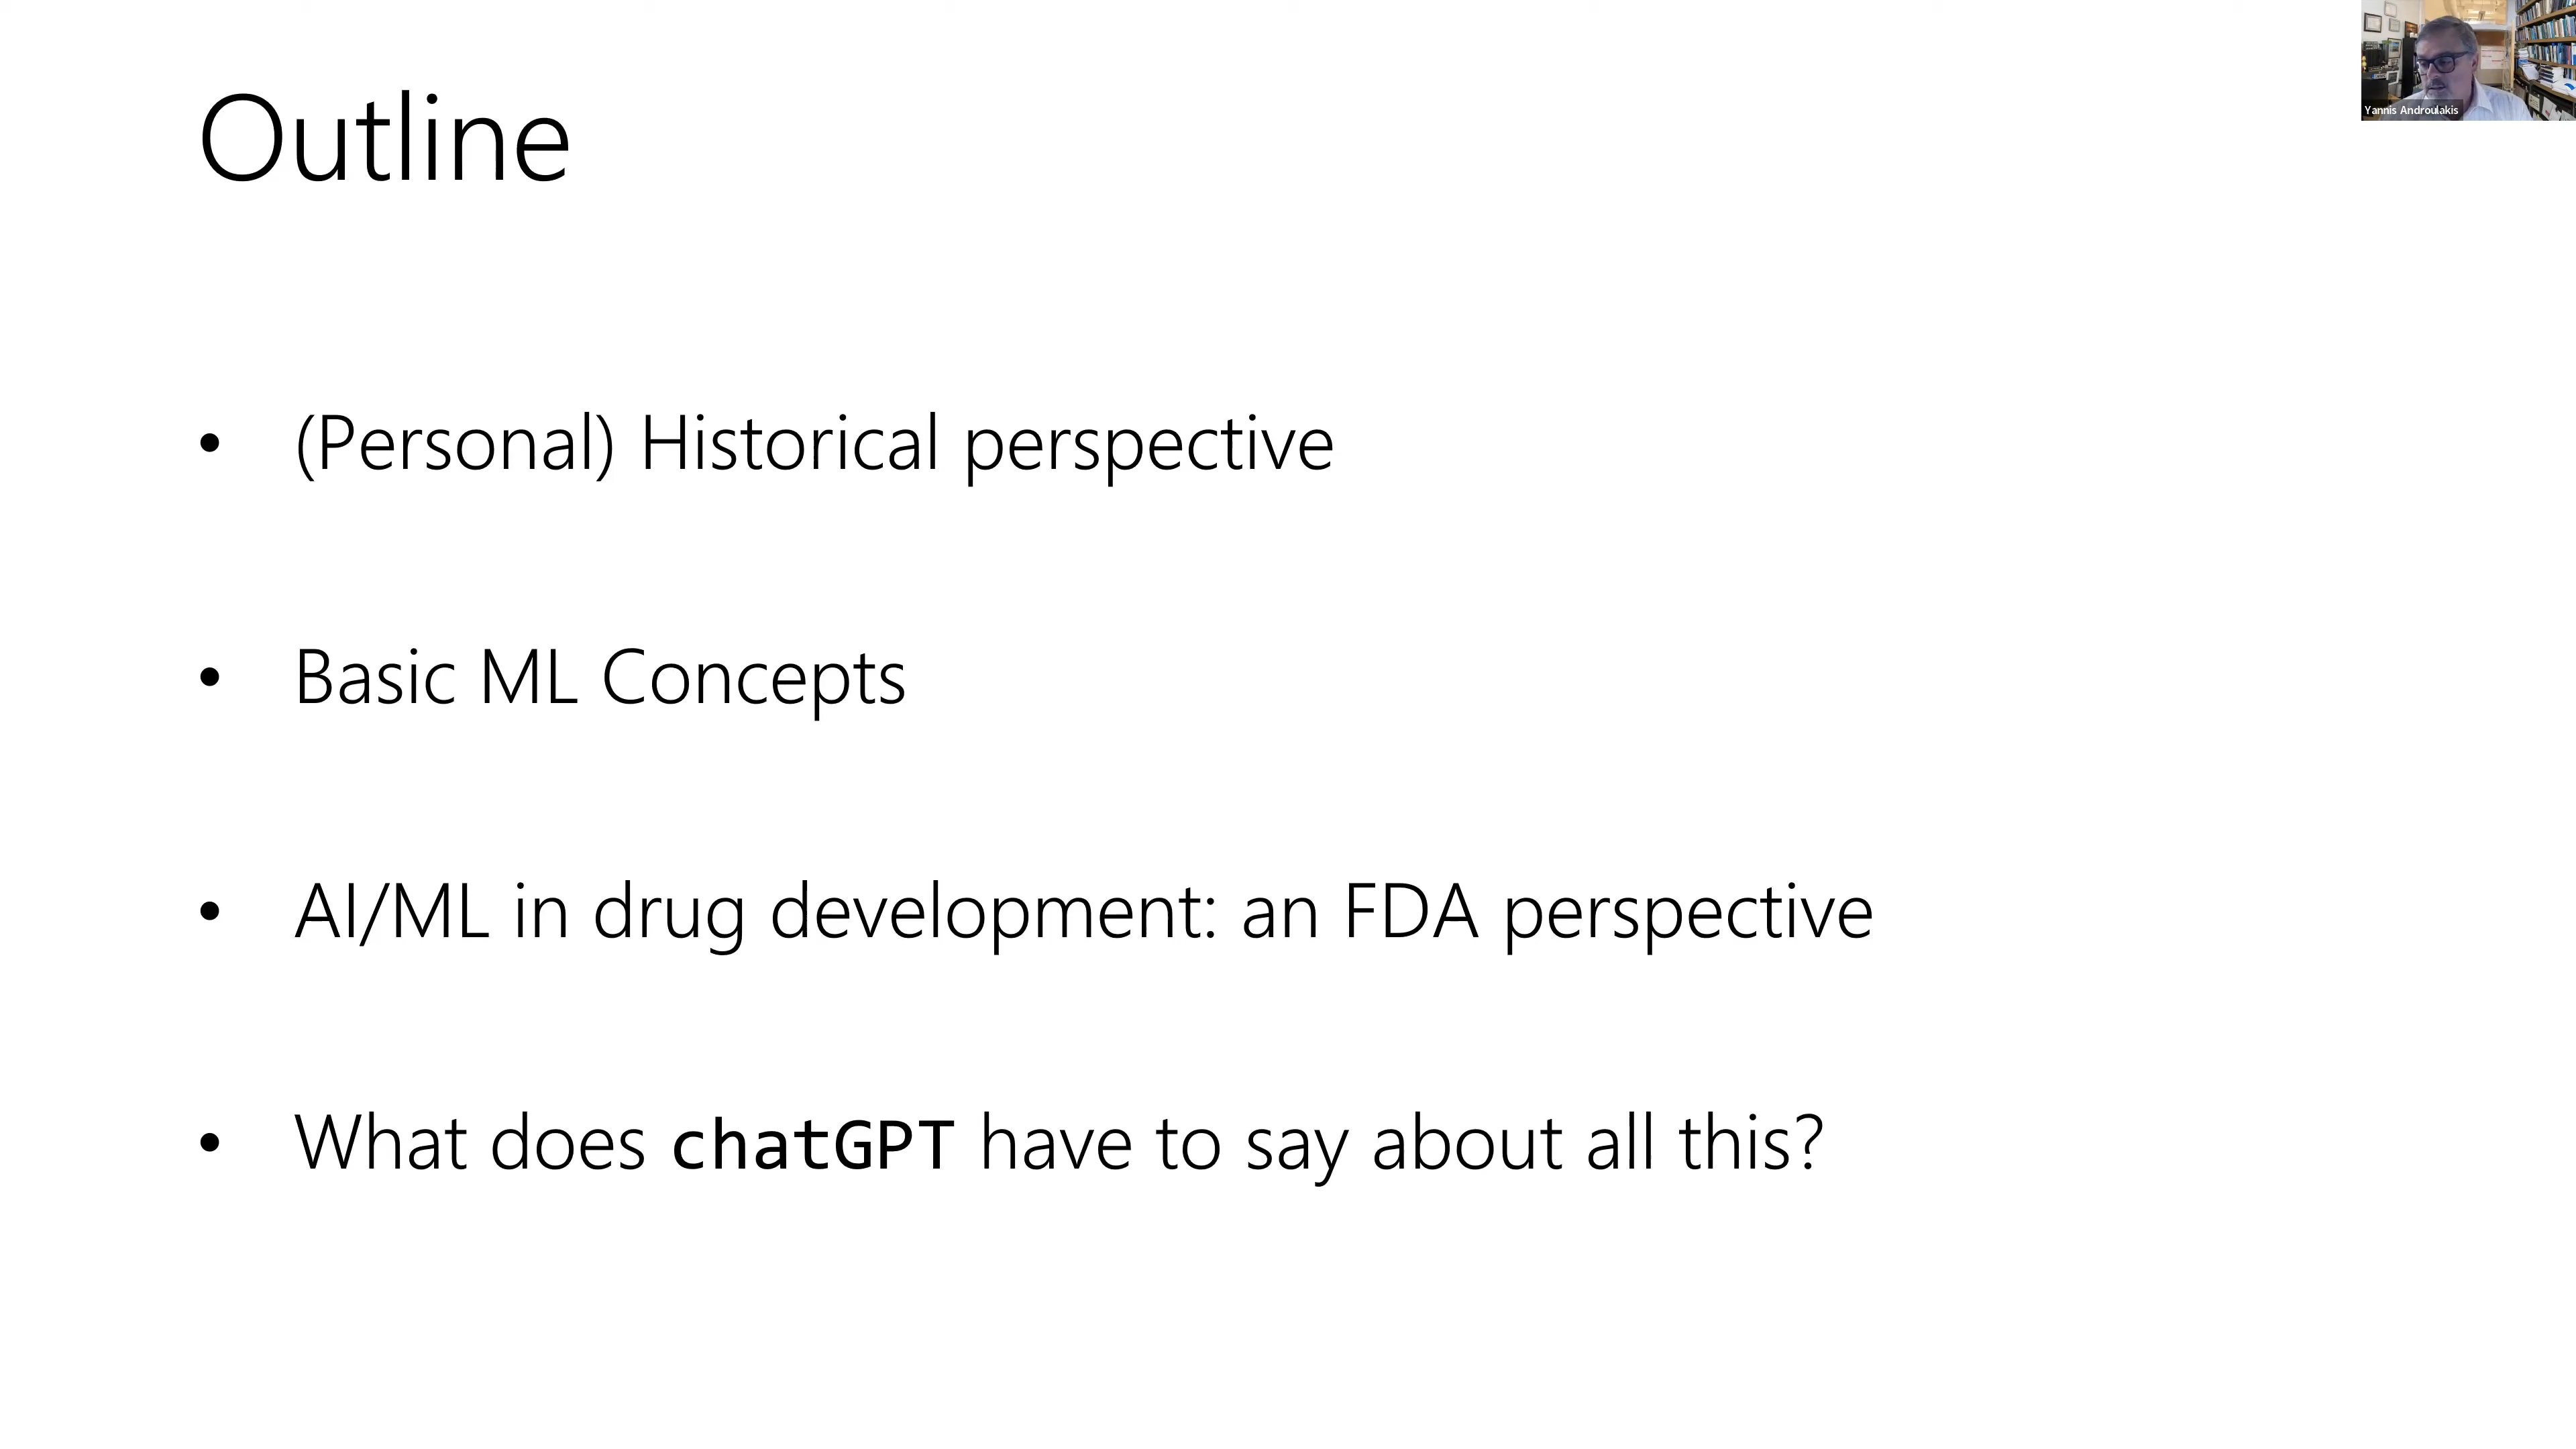 Outline
Yannis Androulakis
• (Personal) Historical perspective
• Basic ML Concepts
• AI/ML in drug development: an FDA perspective
• What does chatGPT have to say about all this?